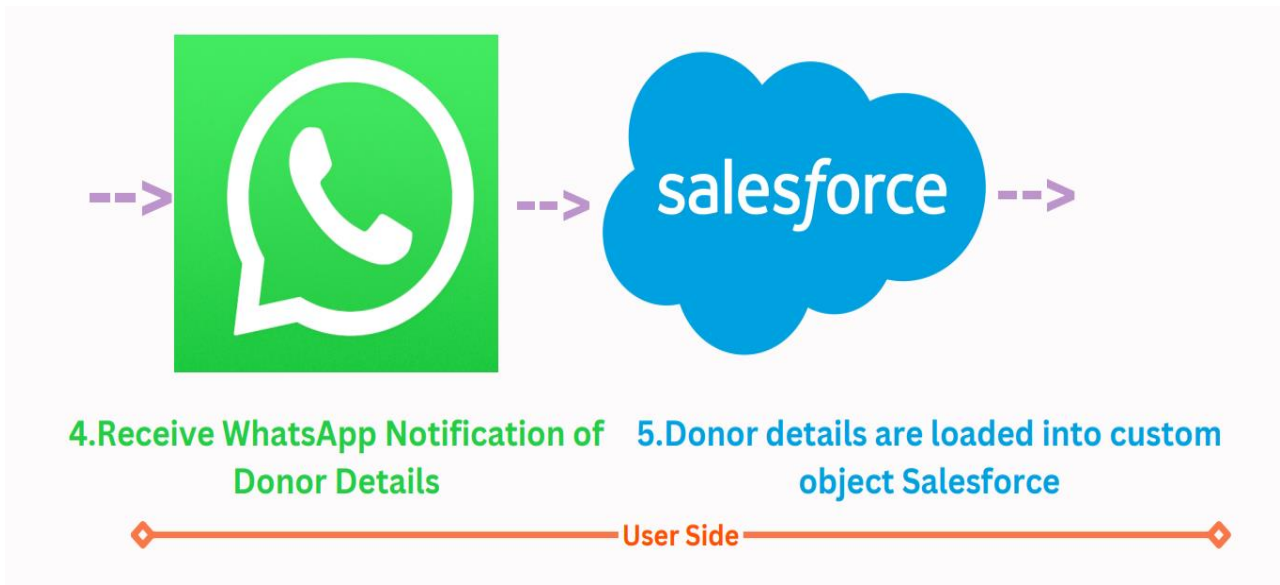 salesforce
4.Receive WhatsApp Notification of
Donor Details
5.Donor details are loaded into custom
object Salesforce
User Side